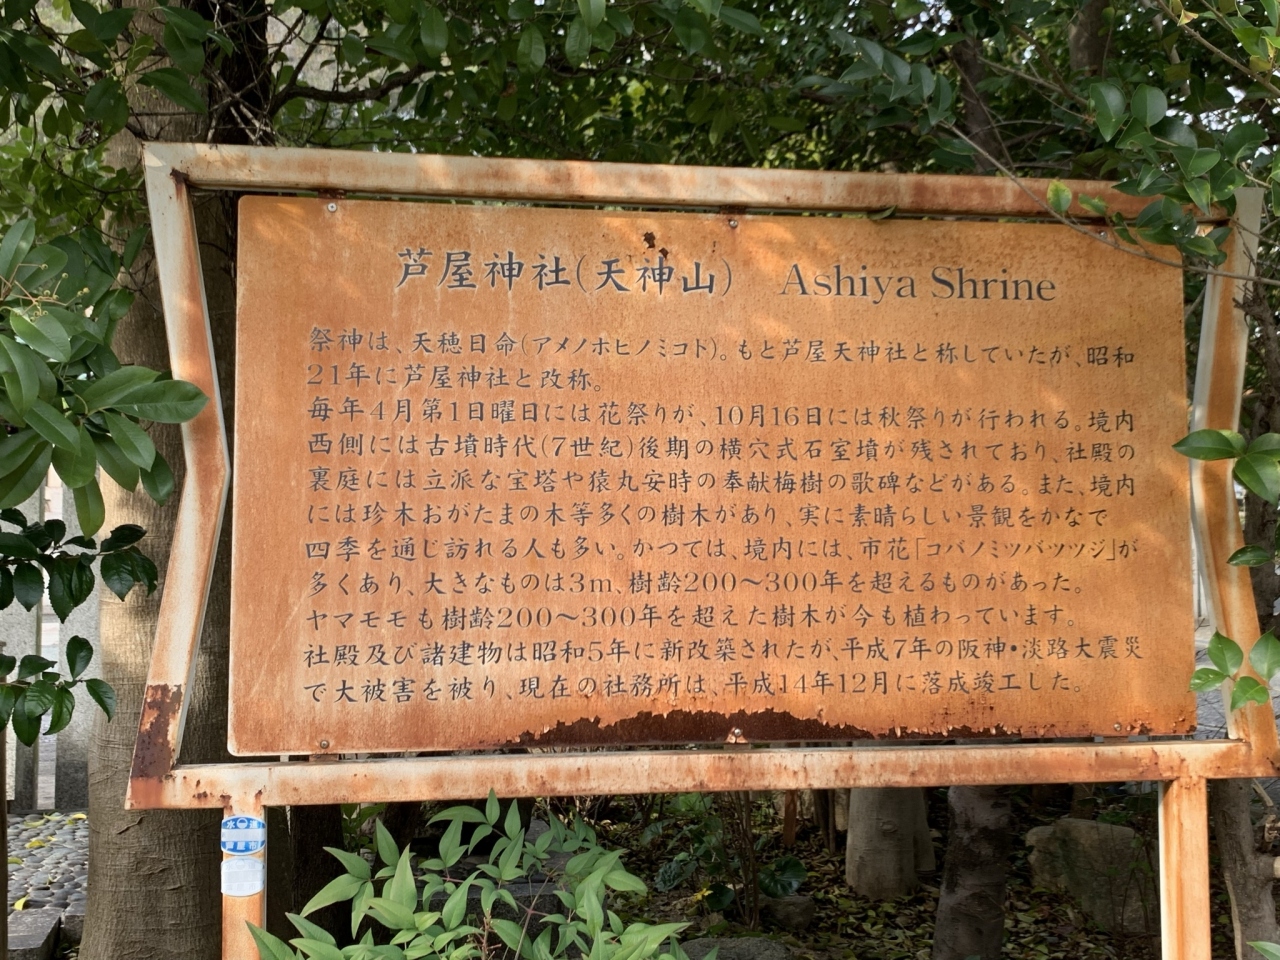 芦屋神社(天神山) Ashiya Shrine
祭神は、天穂日命(アメノホヒノミコト)。もと芦屋天神社と称していたが、昭和
21年に芦屋神社と改称。
毎年4月第1日曜日には花祭りが、10月16日には秋祭りが行われる。境内
西側には古墳時代(7世紀)後期の横穴式石室墳が残されており、社殿の
裏庭には立派な宝塔や猿丸安時の奉献梅樹の歌碑などがある。また、境内
には珍木おがたまの木等多くの樹木があり、実に素晴らしい景観をかなで
四季を通じ訪れる人も多い。かつては、境内には、市花「コバノミツバツツジ」が
多くあり、大きなものは3m、樹齢200〜300年を超えるものがあった。
ヤマモモも樹齢200〜300年を超えた樹木が今も植わっています。
社殿及び諸建物は昭和5年に新改築されたが、平成7年の阪神・淡路大震災
で大被害を被り、現在の社務所は、平成14年12月に落成竣工した。
水道
芦屋市